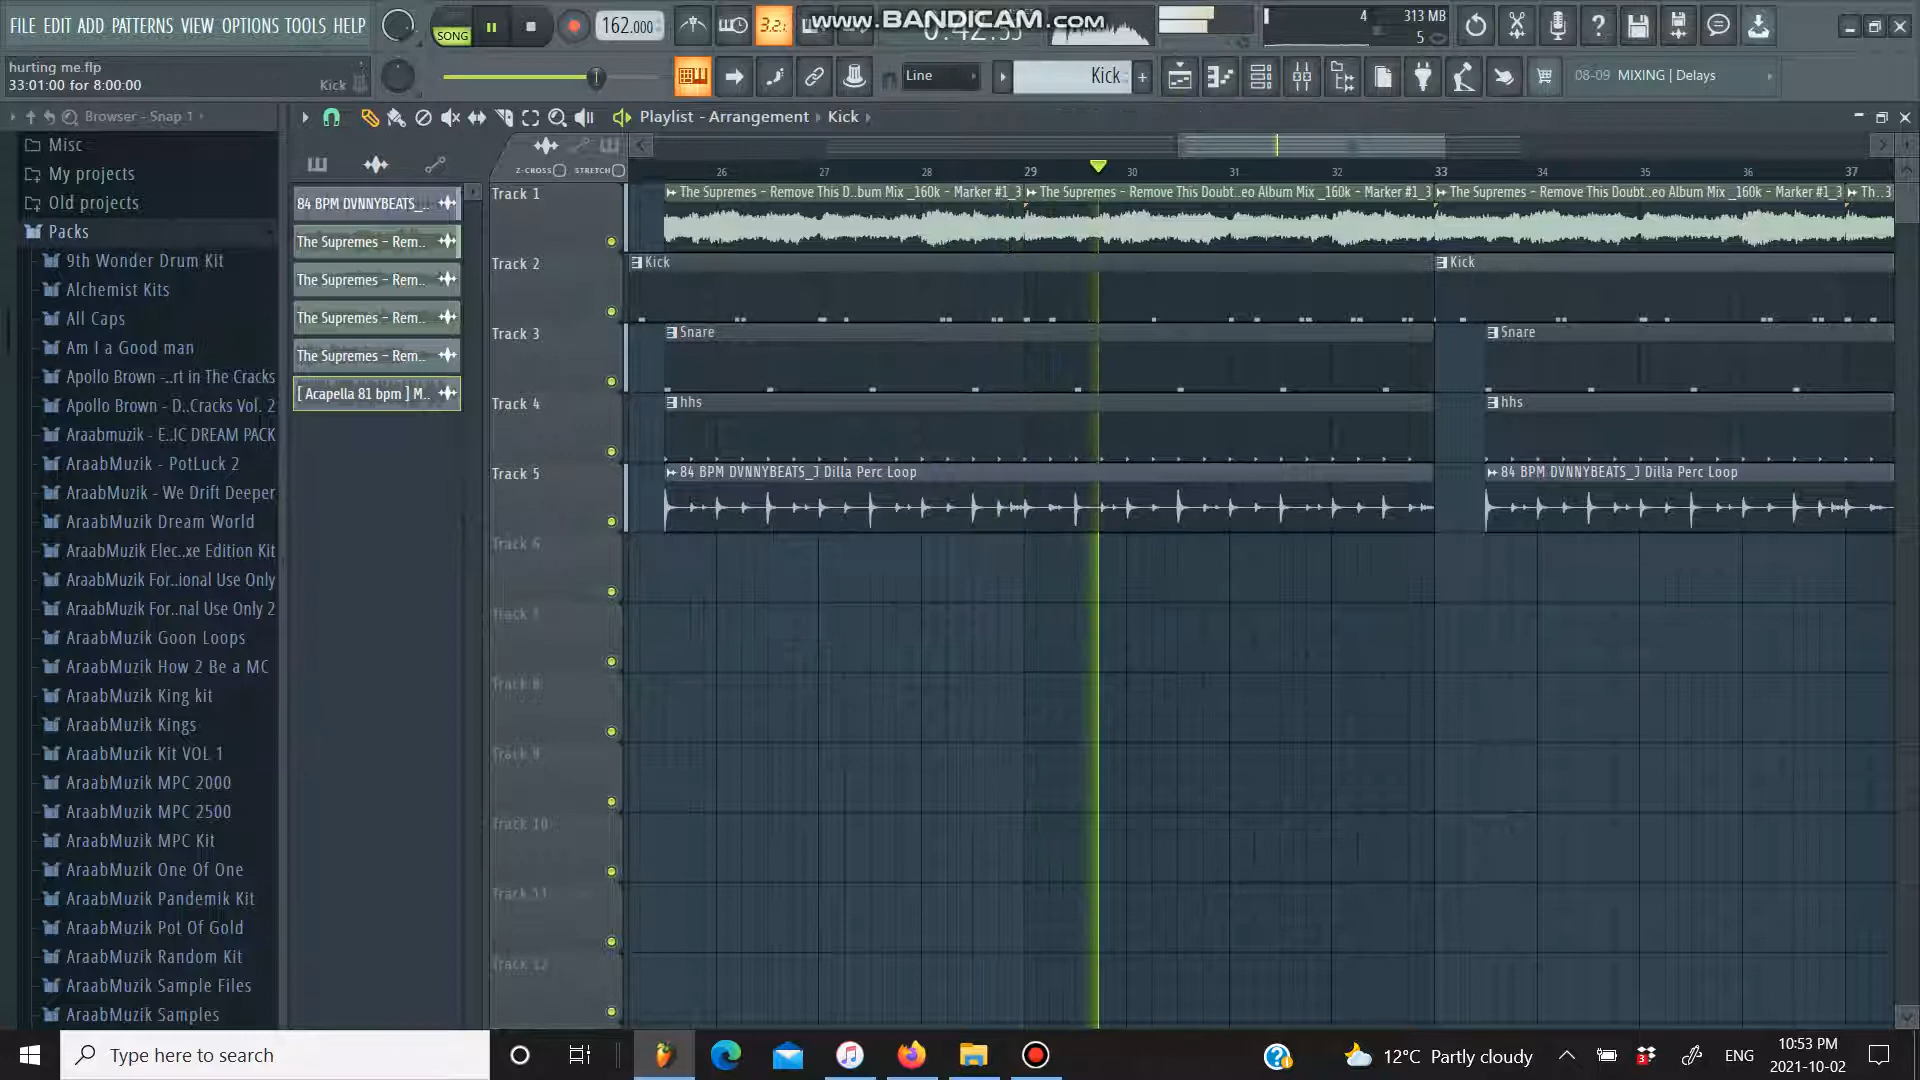 FILE EDIT ADD PATTERNS VIEW OPTIONS TOOLS HELP
SONG
162.000
3.2.
www.BANDICAM.com
4
313 MB
5
hurting me.flp
33:01:00 for 8:00:00
Kick
Line
Kick
08-09 MIXING | Delays
Browser - Snap 1
Playlist - Arrangement Kick
Z-CROSS STRETCH
26 27 28 29 30 31 32 33 34 35 36 37
Misc
My projects
Old projects
Packs
9th Wonder Drum Kit
Alchemist Kits
All Caps
Am I a Good man
Apollo Brown -..rt in The Cracks
Apollo Brown - D..Cracks Vol. 2
Araabmuzik - E..IC DREAM PACK
AraabMuzik - PotLuck 2
AraabMuzik - We Drift Deeper
AraabMuzik Dream World
AraabMuzik Elec..xe Edition Kit
AraabMuzik For..ional Use Only
AraabMuzik For..nal Use Only 2
AraabMuzik Goon Loops
AraabMuzik How 2 Be a MC
AraabMuzik King kit
AraabMuzik Kings
AraabMuzik Kit VOL 1
AraabMuzik MPC 2000
AraabMuzik MPC 2500
AraabMuzik MPC Kit
AraabMuzik One Of One
AraabMuzik Pandemik Kit
AraabMuzik Pot Of Gold
AraabMuzik Random Kit
AraabMuzik Sample Files
AraabMuzik Samples
84 BPM DVNNYBEATS_..
The Supremes - Rem..
The Supremes - Rem..
The Supremes - Rem..
The Supremes - Rem..
[ Acapella 81 bpm ] M..
Track 1
The Supremes - Remove This D..bum Mix _160k - Marker #1_3
The Supremes - Remove This Doubt..eo Album Mix _160k - Marker #1_3
The Supremes - Remove This Doubt..eo Album Mix _160k - Marker #1_3
Th..3
Track 2
Kick
Kick
Track 3
Snare
Snare
Track 4
hhs
hhs
Track 5
84 BPM DVNNYBEATS_J Dilla Perc Loop
84 BPM DVNNYBEATS_J Dilla Perc Loop
Track 6
Track 7
Track 8
Track 9
Track 10
Track 11
Track 12
Type here to search
12°C Partly cloudy
3
ENG
10:53 PM
2021-10-02